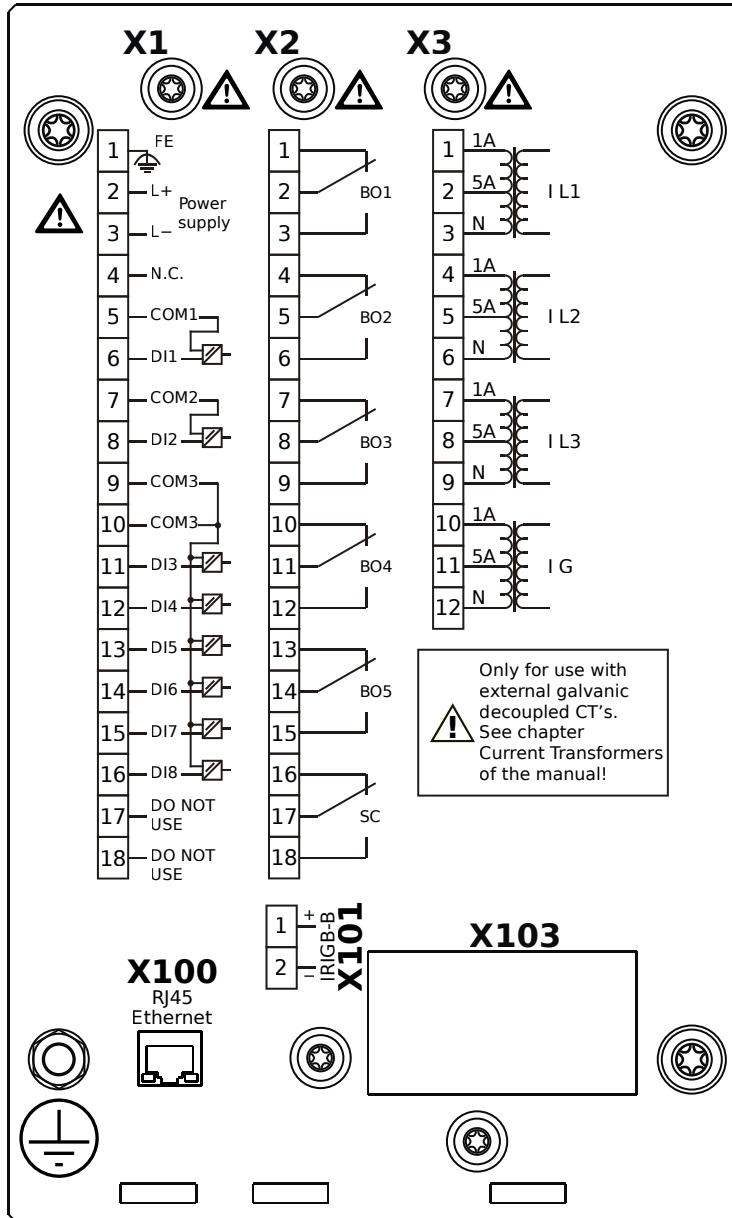 X1 X2 X3
1 FE
2 L+
Power
supply
3 L−
4 N.C.
5 COM1
6 DI1
7 COM2
8 DI2
9 COM3
10 COM3
11 DI3
12 DI4
13 DI5
14 DI6
15 DI7
16 DI8
17 DO NOT
USE
18 DO NOT
USE
1
2 BO1
3
4
5 BO2
6
7
8 BO3
9
10
11 BO4
12
13
14 BO5
15
16
17 SC
18
1 1A
2 5A I L1
3 N
4 1A
5 5A I L2
6 N
7 1A
8 5A I L3
9 N
10 1A
11 5A I G
12 N
Only for use with
external galvanic
decoupled CT's.
See chapter
Current Transformers
of the manual!
1 +
2 −
IRIGB-B
X101
X100
RJ45
Ethernet
X103